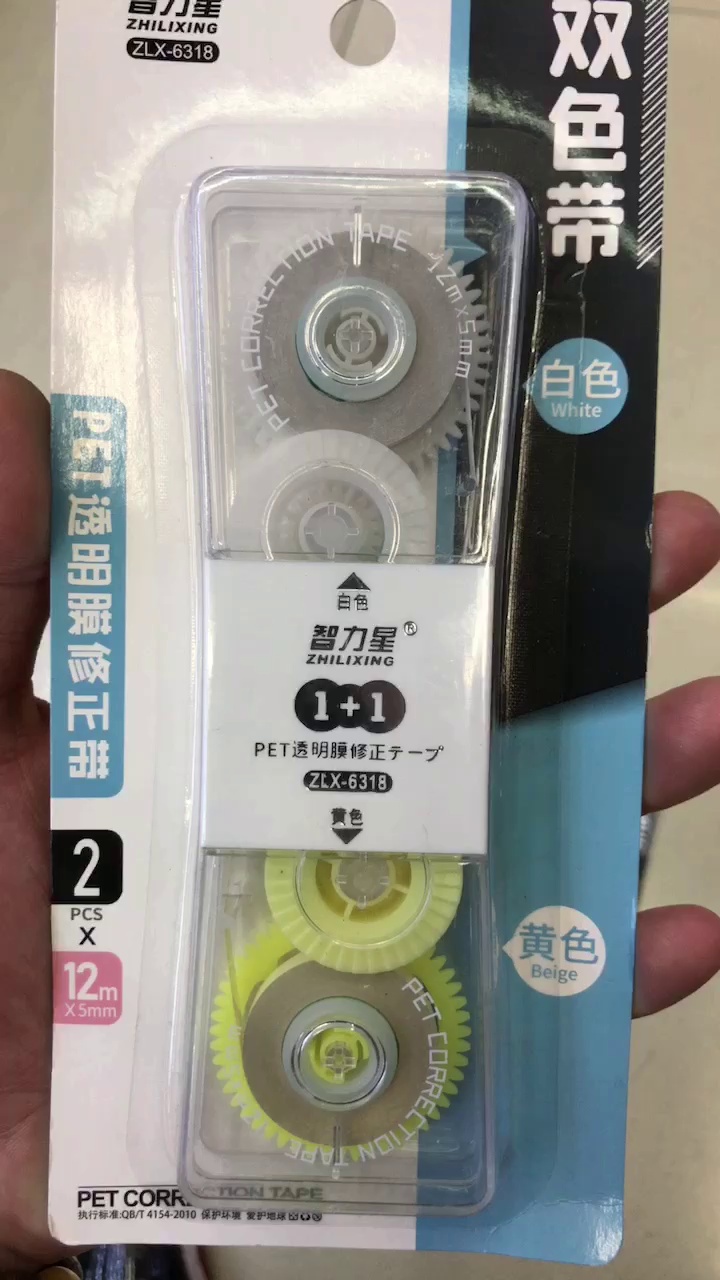 智力星
ZHILIXING
ZLX-6318
双色带
PET CORRECTION TAPE 12m×5mm
白色
White
PET透明膜修正带
白色
智力星®
ZHILIXING
1+1
PET透明膜修正テープ
ZLX-6318
黄色
2
PCS
X
12m
X5mm
黄色
Beige
PET CORRECTION TAPE
PET CORRECTION TAPE
执行标准:QB/T 4154-2010 保护环境 爱护地球